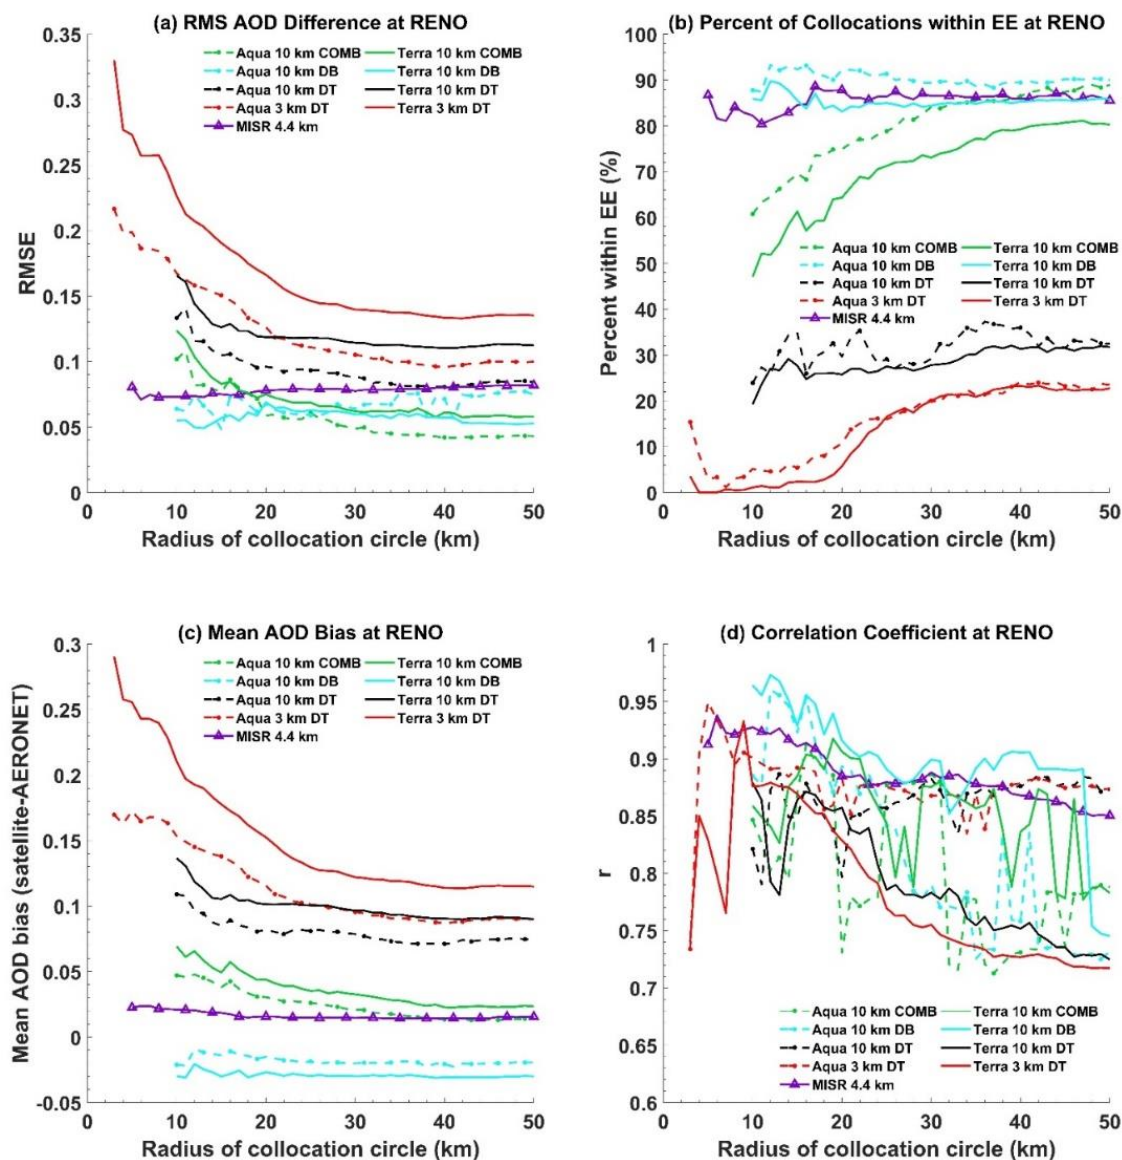 (a) RMS AOD Difference at RENO
0.35
0.3
0.25
0.2
0.15
0.1
0.05
0
RMSE
Aqua 10 km COMB Terra 10 km COMB
Aqua 10 km DB Terra 10 km DB
Aqua 10 km DT Terra 10 km DT
Aqua 3 km DT Terra 3 km DT
MISR 4.4 km
0 10 20 30 40 50
Radius of collocation circle (km)
(b) Percent of Collocations within EE at RENO
100
90
80
70
60
50
40
30
20
10
0
Percent within EE (%)
Aqua 10 km COMB Terra 10 km COMB
Aqua 10 km DB Terra 10 km DB
Aqua 10 km DT Terra 10 km DT
Aqua 3 km DT Terra 3 km DT
MISR 4.4 km
0 10 20 30 40 50
Radius of collocation circle (km)
(c) Mean AOD Bias at RENO
0.3
0.25
0.2
0.15
0.1
0.05
0
-0.05
Mean AOD bias (satellite-AERONET)
Aqua 10 km COMB Terra 10 km COMB
Aqua 10 km DB Terra 10 km DB
Aqua 10 km DT Terra 10 km DT
Aqua 3 km DT Terra 3 km DT
MISR 4.4 km
0 10 20 30 40 50
Radius of collocation circle (km)
(d) Correlation Coefficient at RENO
1
0.95
0.9
0.85
0.8
0.75
0.7
0.65
0.6
r
Aqua 10 km COMB Terra 10 km COMB
Aqua 10 km DB Terra 10 km DB
Aqua 10 km DT Terra 10 km DT
Aqua 3 km DT Terra 3 km DT
MISR 4.4 km
0 10 20 30 40 50
Radius of collocation circle (km)